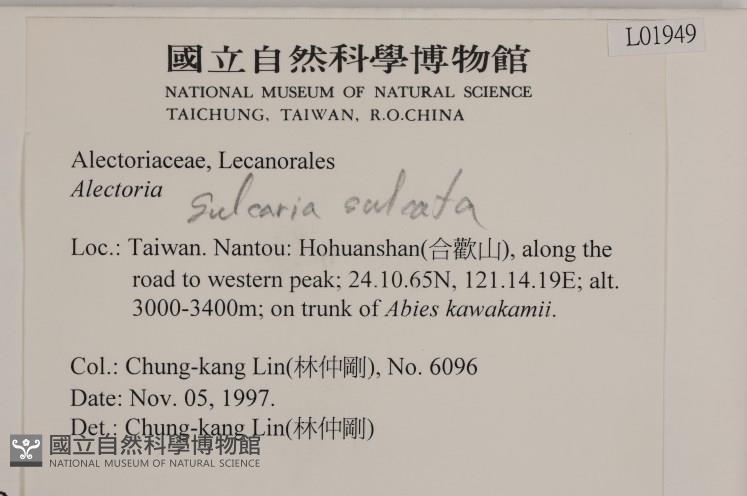 國立自然科學博物館
L01949
NATIONAL MUSEUM OF NATURAL SCIENCE
TAICHUNG, TAIWAN, R.O.CHINA
Alectoriaceae, Lecanorales
Alectoria
Sulcaria sulcata
Loc.: Taiwan. Nantou: Hohuanshan(合歡山), along the
road to western peak; 24.10.65N, 121.14.19E; alt.
3000-3400m; on trunk of Abies kawakamii.
Col.: Chung-kang Lin(林仲剛), No. 6096
Date: Nov. 05, 1997.
Det.: Chung-kang Lin(林仲剛)
國立自然科學博物館
NATIONAL MUSEUM OF NATURAL SCIENCE